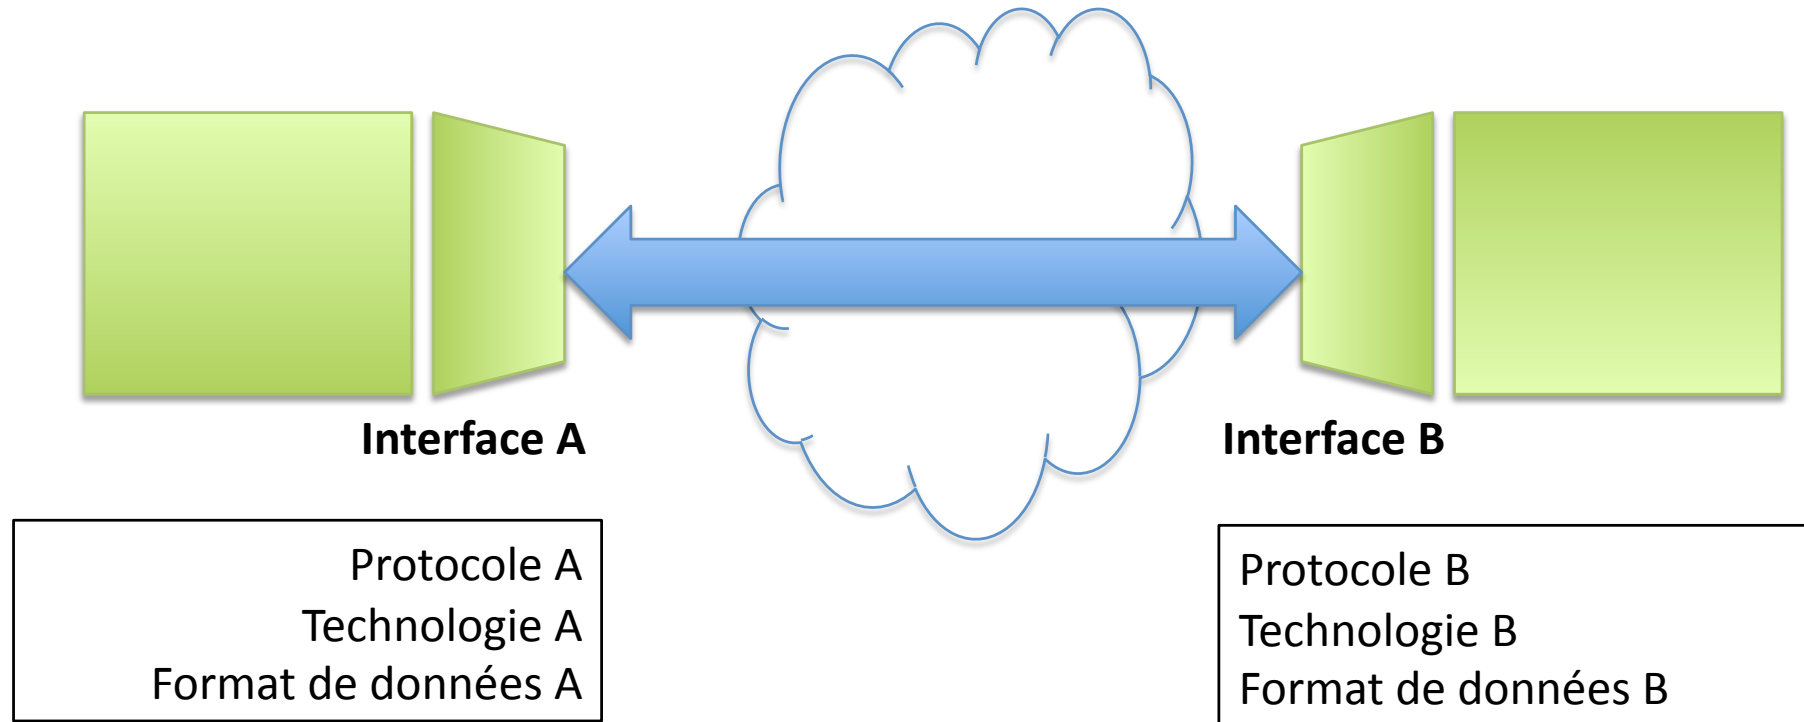 Interface A
Interface B
Protocole A
Technologie A
Format de données A
Protocole B
Technologie B
Format de données B